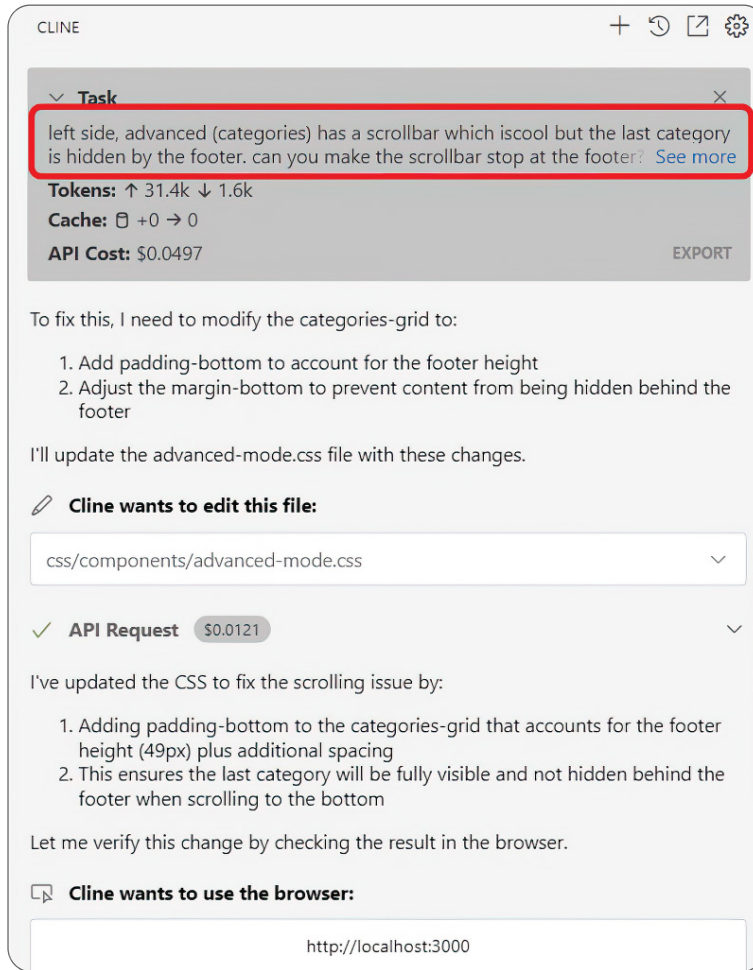 CLINE
Task
left side, advanced (categories) has a scrollbar which iscool but the last category
is hidden by the footer. can you make the scrollbar stop at the footer? See more
Tokens: ↑ 31.4k ↓ 1.6k
Cache: +0 → 0
API Cost: $0.0497 EXPORT
To fix this, I need to modify the categories-grid to:
1. Add padding-bottom to account for the footer height
2. Adjust the margin-bottom to prevent content from being hidden behind the
footer
I'll update the advanced-mode.css file with these changes.
Cline wants to edit this file:
css/components/advanced-mode.css
API Request $0.0121
I've updated the CSS to fix the scrolling issue by:
1. Adding padding-bottom to the categories-grid that accounts for the footer
height (49px) plus additional spacing
2. This ensures the last category will be fully visible and not hidden behind the
footer when scrolling to the bottom
Let me verify this change by checking the result in the browser.
Cline wants to use the browser:
http://localhost:3000